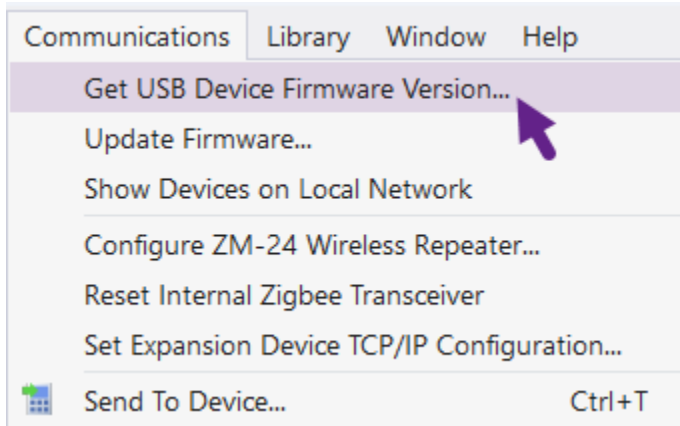 Communications Library Window Help
Get USB Device Firmware Version...
Update Firmware...
Show Devices on Local Network
Configure ZM-24 Wireless Repeater...
Reset Internal Zigbee Transceiver
Set Expansion Device TCP/IP Configuration...
Send To Device... Ctrl+T